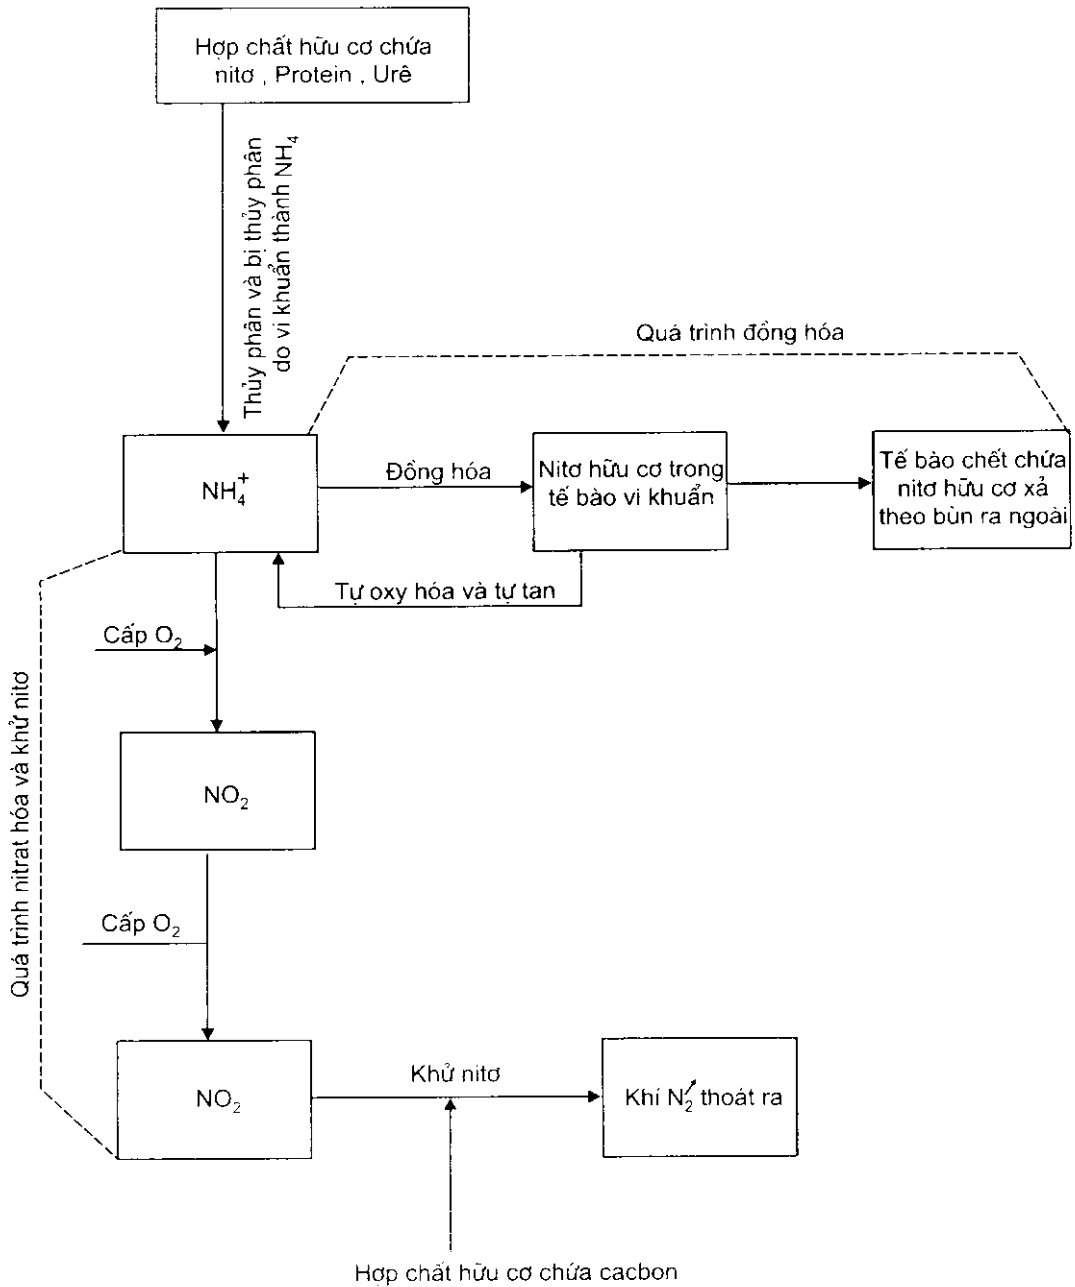 Hợp chất hữu cơ chứa
nitơ , Protein , Urê
Thủy phân và bị thủy phân
do vi khuẩn thành NH₄
Quá trình đồng hóa
NH₄⁺
Đồng hóa
Nitơ hữu cơ trong
tế bào vi khuẩn
Tế bào chết chứa
nitơ hữu cơ xả
theo bùn ra ngoài
Tự oxy hóa và tự tan
Cấp O₂
Quá trình nitrat hóa và khử nitơ
NO₂
Cấp O₂
NO₂
Khử nitơ
Khí N₂↗ thoát ra
Hợp chất hữu cơ chứa cacbon